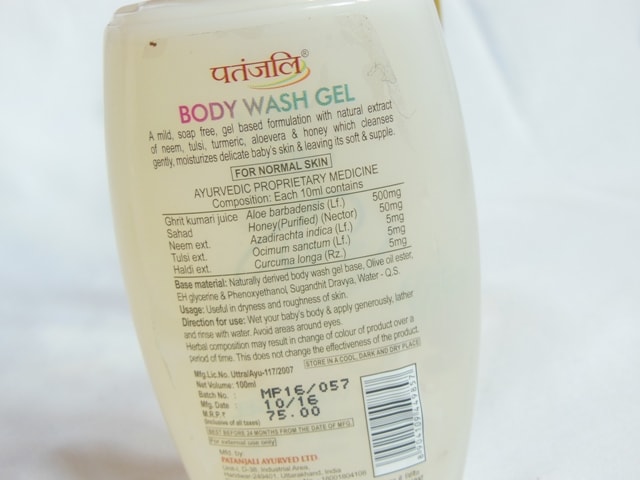 पतंजलि®
BODY WASH GEL
A mild, soap free, gel based formulation with natural extract
of neem, tulsi, turmeric, aloevera & honey which cleanses
gently, moisturizes delicate baby's skin & leaving its soft & supple.
FOR NORMAL SKIN
AYURVEDIC PROPRIETARY MEDICINE
Composition: Each 10ml contains
Ghrit kumari juice Aloe barbadensis (Lf.) 500mg
Sahad Honey(Purified) (Nector) 50mg
Neem ext. Azadirachta indica (Lf.) 5mg
Tulsi ext. Ocimum sanctum (Lf.) 5mg
Haldi ext. Curcuma longa (Rz.) 5mg
Base material: Naturally derived body wash gel base, Olive oil ester,
EH glycerine & Phenoxyethanol, Sugandhit Dravya, Water - Q.S.
Usage: Useful in dryness and roughness of skin.
Direction for use: Wet your baby's body & apply generously, lather
and rinse with water. Avoid areas around eyes.
Herbal composition may result in change of colour of product over a
period of time. This does not change the effectiveness of the product.
STORE IN A COOL, DARK AND DRY PLACE
Mfg.Lic.No. Uttra/Ayu-117/2007
Net Volume: 100ml
Batch No. : MP16/057
Mfg. Date : 10/16
M.R.P.₹ : 75.00
(Inclusive of all taxes)
BEST BEFORE 24 MONTHS FROM THE DATE OF MFG.
For external use only
Mfd. by
PATANJALI AYURVED LTD
Unit-I, D-38, Industrial Area,
Haridwar-249401, Uttarakhand, India